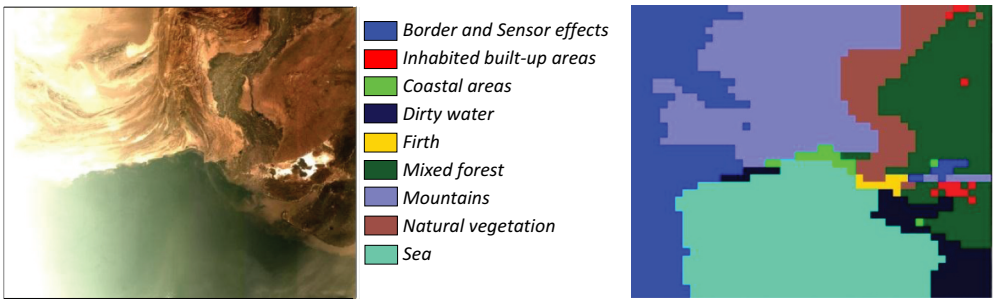 Border and Sensor effects
Inhabited built-up areas
Coastal areas
Dirty water
Firth
Mixed forest
Mountains
Natural vegetation
Sea